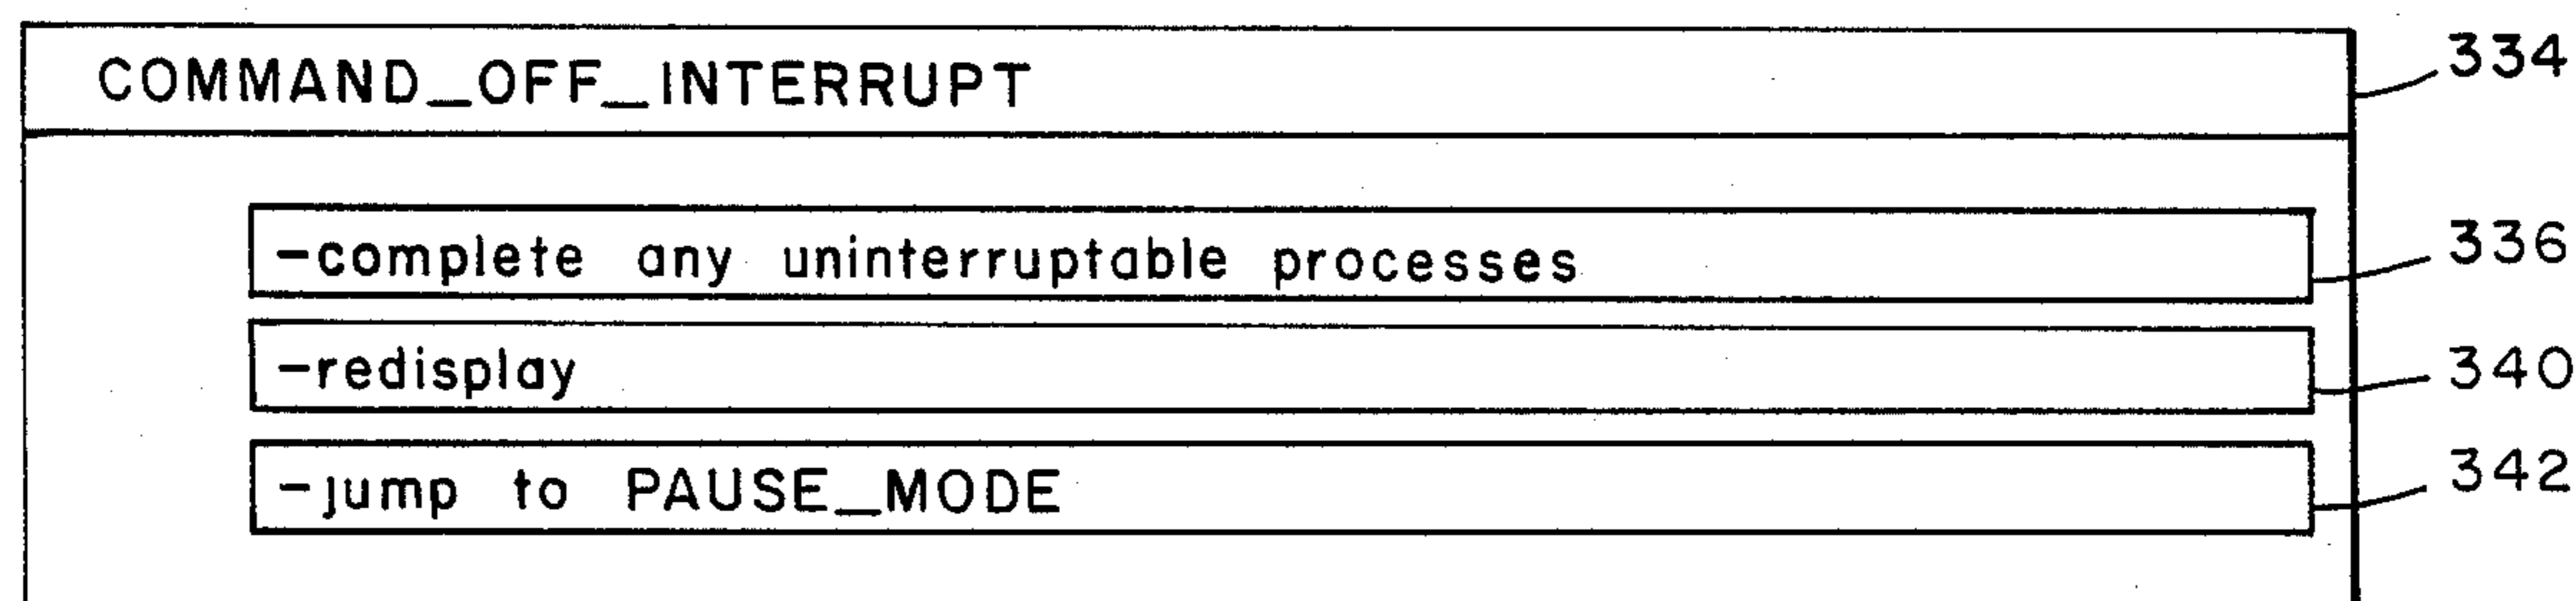 COMMAND_OFF_INTERRUPT 334
-complete any uninterruptable processes 336
-redisplay 340
-jump to PAUSE_MODE 342